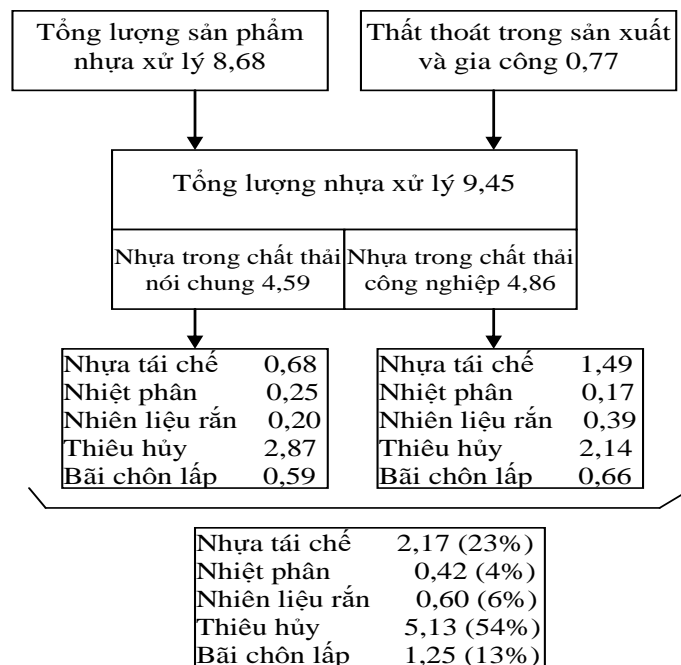 Tổng lượng sản phẩm
nhựa xử lý 8,68
Thất thoát trong sản xuất
và gia công 0,77
Tổng lượng nhựa xử lý 9,45
Nhựa trong chất thải
nói chung 4,59
Nhựa trong chất thải
công nghiệp 4,86
Nhựa tái chế 0,68
Nhiệt phân 0,25
Nhiên liệu rắn 0,20
Thiêu hủy 2,87
Bãi chôn lấp 0,59
Nhựa tái chế 1,49
Nhiệt phân 0,17
Nhiên liệu rắn 0,39
Thiêu hủy 2,14
Bãi chôn lấp 0,66
Nhựa tái chế 2,17 (23%)
Nhiệt phân 0,42 (4%)
Nhiên liệu rắn 0,60 (6%)
Thiêu hủy 5,13 (54%)
Bãi chôn lấp 1,25 (13%)